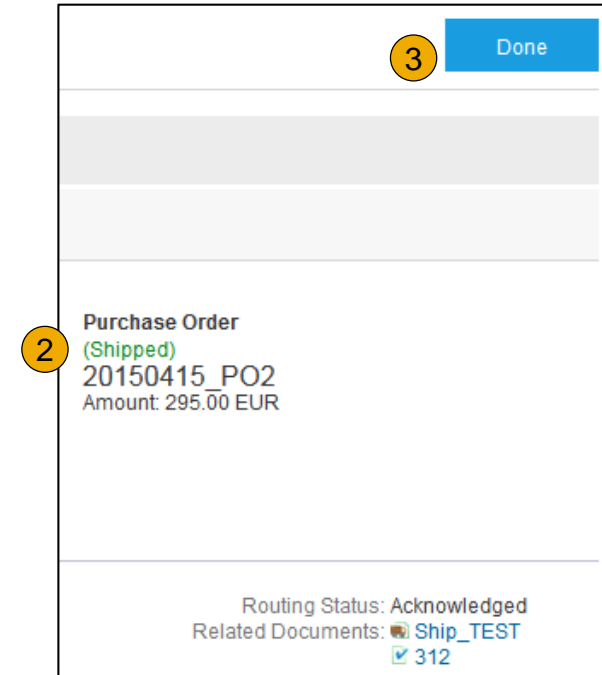 3
Done
Purchase Order
2
(Shipped)
20150415_PO2
Amount: 295.00 EUR
Routing Status: Acknowledged
Related Documents: Ship_TEST
312